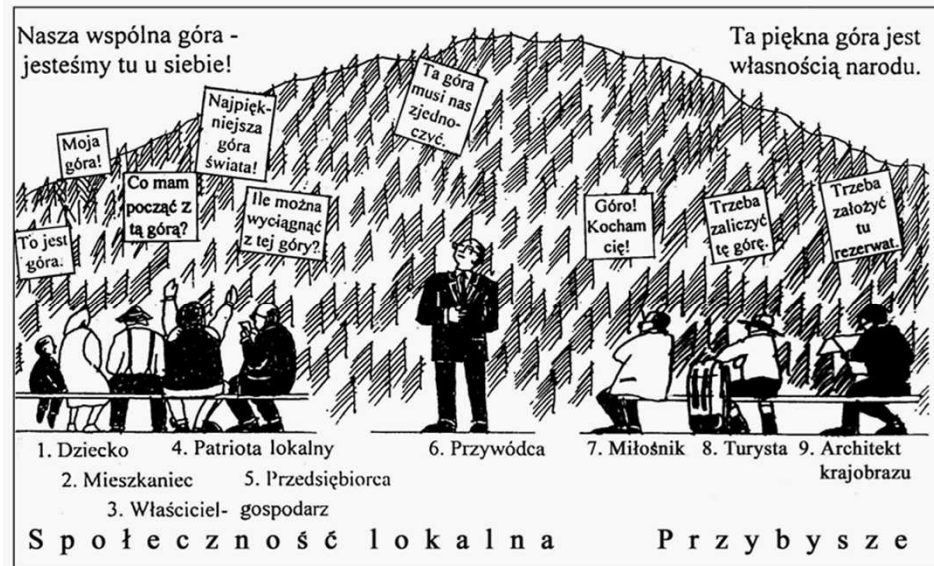 Nasza wspólna góra -
jesteśmy tu u siebie!
Ta piękna góra jest
własnością narodu.
Moja
góra!
Najpięk-
niejsza
góra
świata!
Ta góra
musi nas
zjedno-
czyć.
To jest
góra.
Co mam
począć z
tą górą?
Ile można
wyciągnąć
z tej góry?
Góro!
Kocham
cię!
Trzeba
zaliczyć
tę górę.
Trzeba
założyć
tu
rezerwat.
1. Dziecko
2. Mieszkaniec
3. Właściciel- gospodarz
4. Patriota lokalny
5. Przedsiębiorca
6. Przywódca
7. Miłośnik
8. Turysta
9. Architekt
krajobrazu
Społeczność lokalna
Przybysze